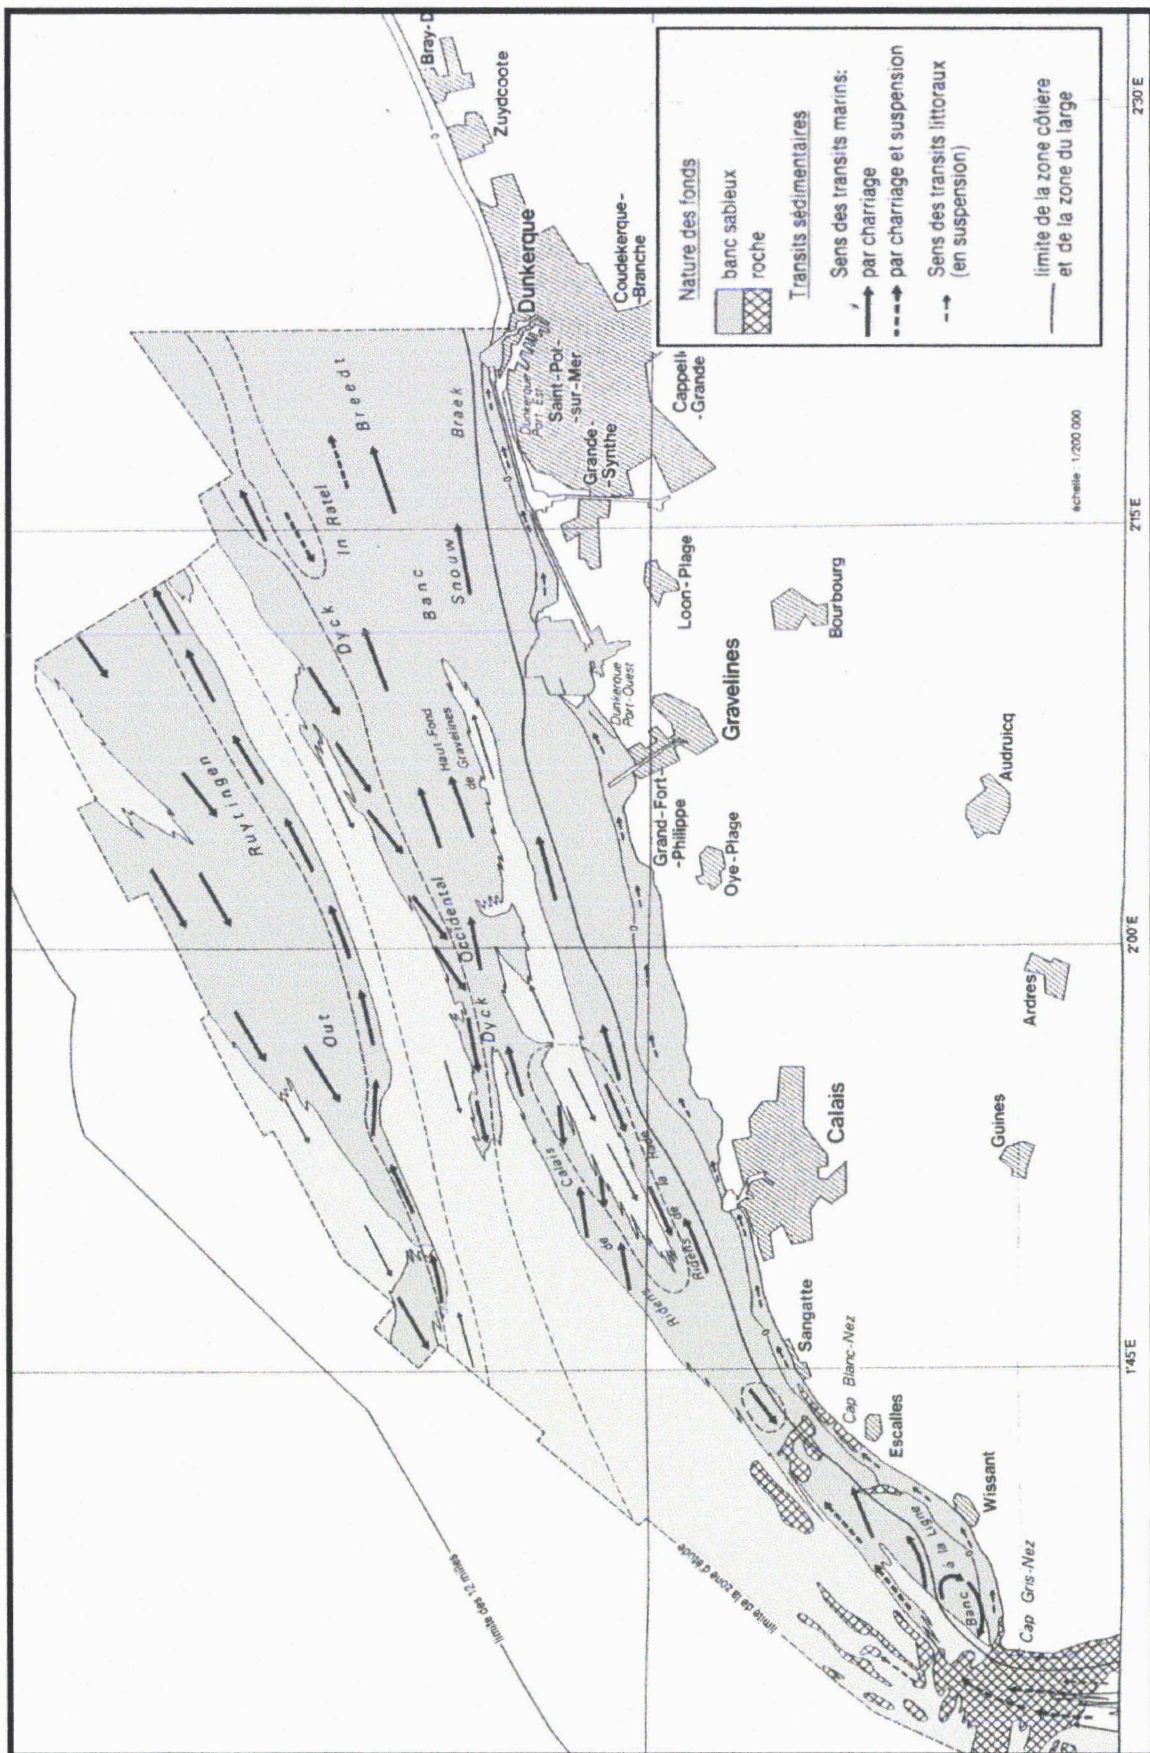 Bray-D
Zuydcoote
Dunkerque
Coudekerque-
-Branche
Dunkerque
Port-Est
Saint-Pol-
-sur-Mer
Cappell
-Grande
Grande-
-Synthe
Breedt
Braek
In Ratel
Snouw
Banc
Dyck
Loon-Plage
Bourbourg
Dunkerque
Port-Ouest
Gravelines
Haut-Fond
de Gravelines
Grand-Fort-
-Philippe
Oye-Plage
Audruicq
Ruytingen
Out
Occidental
Dyck
Ardres
Calais
Guines
Ridens
de
Calais
Ridens
de
la
Rade
Sangatte
Cap Blanc-Nez
Escalles
Wissant
Banc
à la
Ligne
Cap Gris-Nez
limite des 12 milles
limite de la zone d'étude
2°30'E
2°15'E
2°00'E
1°45'E
echelle : 1/200 000
Nature des fonds
banc sableux
roche
Transits sédimentaires
Sens des transits marins:
par charriage
par charriage et suspension
Sens des transits littoraux
(en suspension)
limite de la zone côtière
et de la zone du large